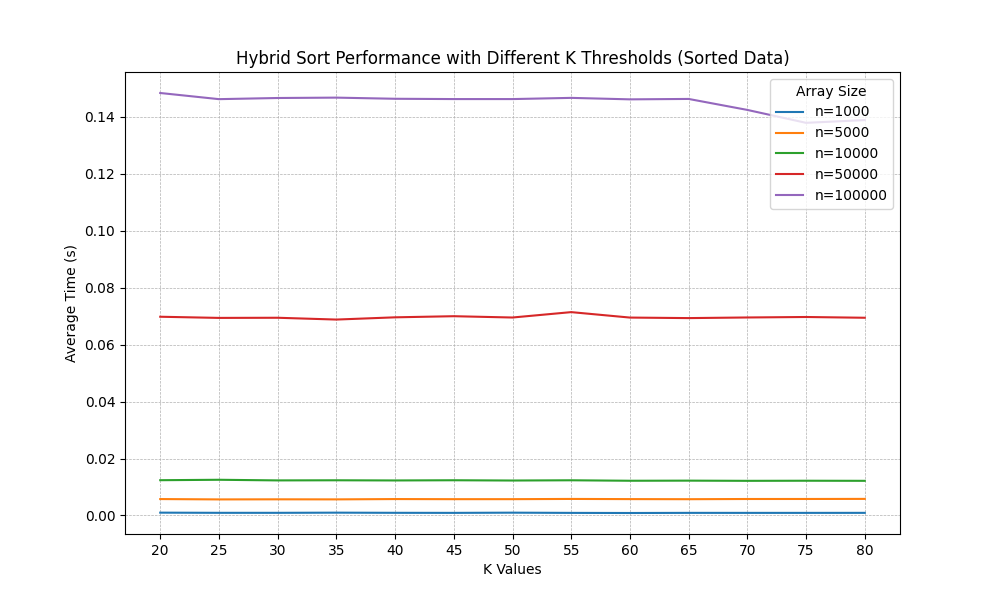 Hybrid Sort Performance with Different K Thresholds (Sorted Data)
Array Size
n=1000
n=5000
n=10000
n=50000
n=100000
Average Time (s)
0.14
0.12
0.10
0.08
0.06
0.04
0.02
0.00
20 25 30 35 40 45 50 55 60 65 70 75 80
K Values